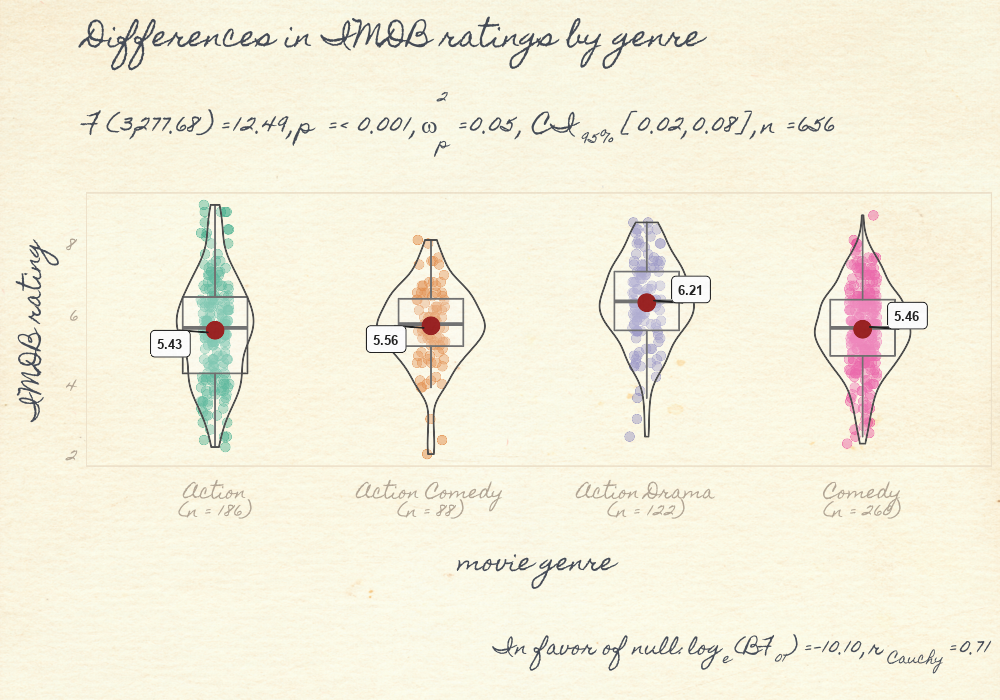 Differences in IMDB ratings by genre
F (3,277.68) =12.49, p =< 0.001, ω²p =0.05, CI95% [0.02,0.08], n =656
IMDB rating
8
6
4
2
5.43
5.56
6.21
5.46
Action
(n = 186)
Action Comedy
(n = 88)
Action Drama
(n = 122)
Comedy
(n = 260)
movie genre
In favor of null: loge (BF01) =-10.10, r Cauchy =0.71